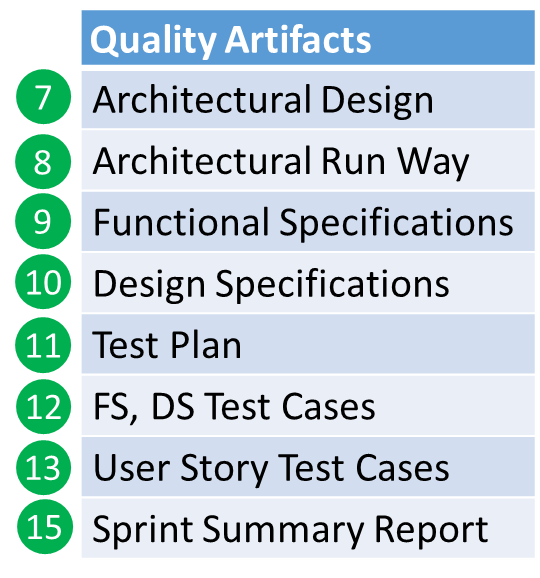 Quality Artifacts
7 Architectural Design
8 Architectural Run Way
9 Functional Specifications
10 Design Specifications
11 Test Plan
12 FS, DS Test Cases
13 User Story Test Cases
15 Sprint Summary Report